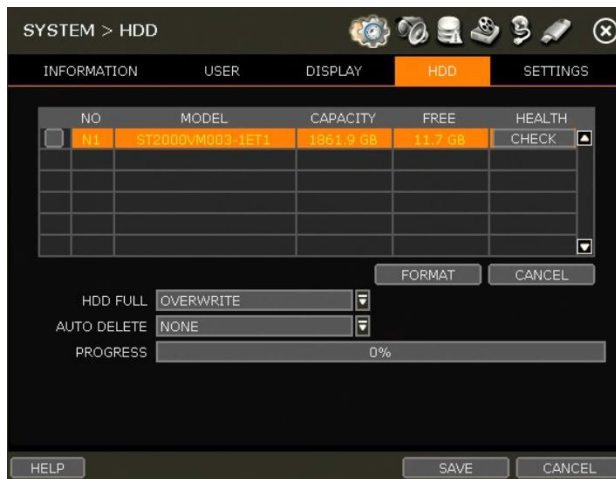 SYSTEM > HDD
INFORMATION USER DISPLAY HDD SETTINGS
NO MODEL CAPACITY FREE HEALTH
N1 ST2000VM003-1ET1 1861.9 GB 11.7 GB CHECK
FORMAT CANCEL
HDD FULL OVERWRITE
AUTO DELETE NONE
PROGRESS 0%
HELP SAVE CANCEL